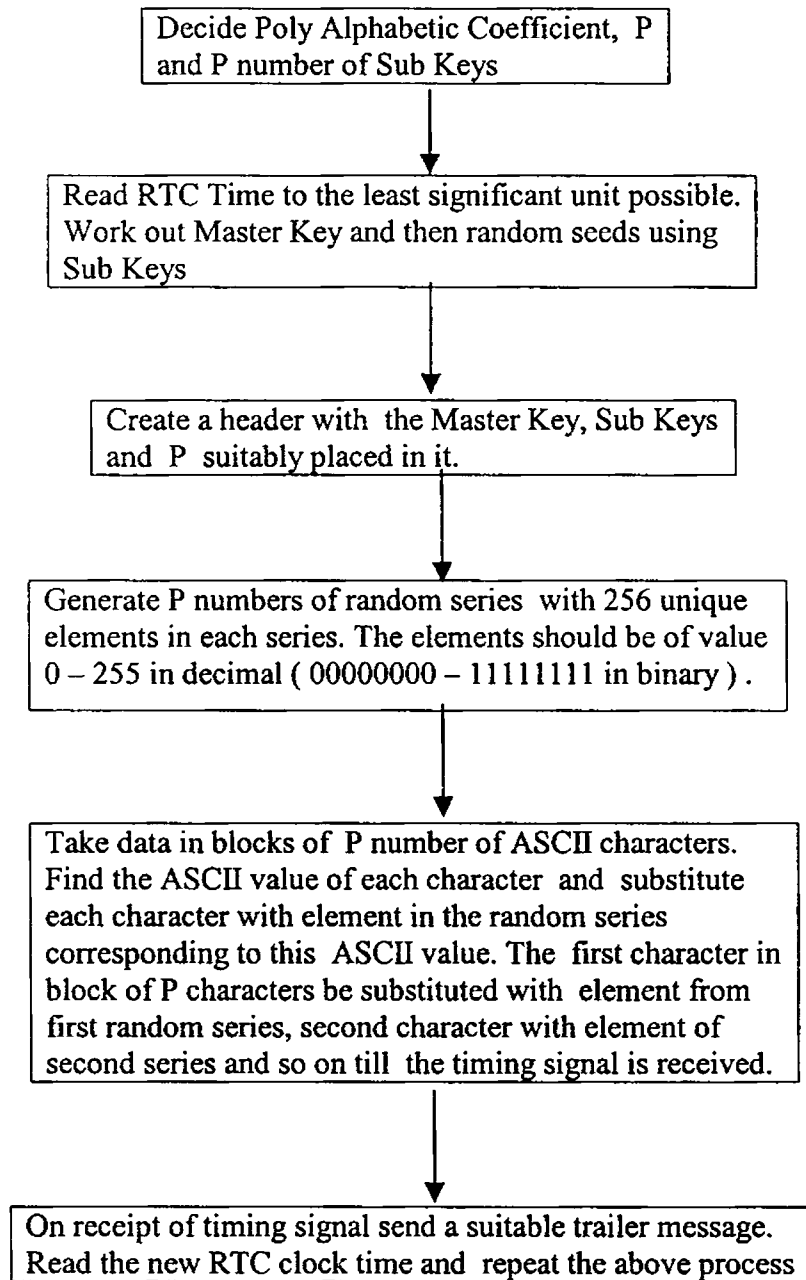 Decide Poly Alphabetic Coefficient, P
and P number of Sub Keys
Read RTC Time to the least significant unit possible.
Work out Master Key and then random seeds using
Sub Keys
Create a header with the Master Key, Sub Keys
and P suitably placed in it.
Generate P numbers of random series with 256 unique
elements in each series. The elements should be of value
0 – 255 in decimal ( 00000000 – 11111111 in binary ) .
Take data in blocks of P number of ASCII characters.
Find the ASCII value of each character and substitute
each character with element in the random series
corresponding to this ASCII value. The first character in
block of P characters be substituted with element from
first random series, second character with element of
second series and so on till the timing signal is received.
On receipt of timing signal send a suitable trailer message.
Read the new RTC clock time and repeat the above process